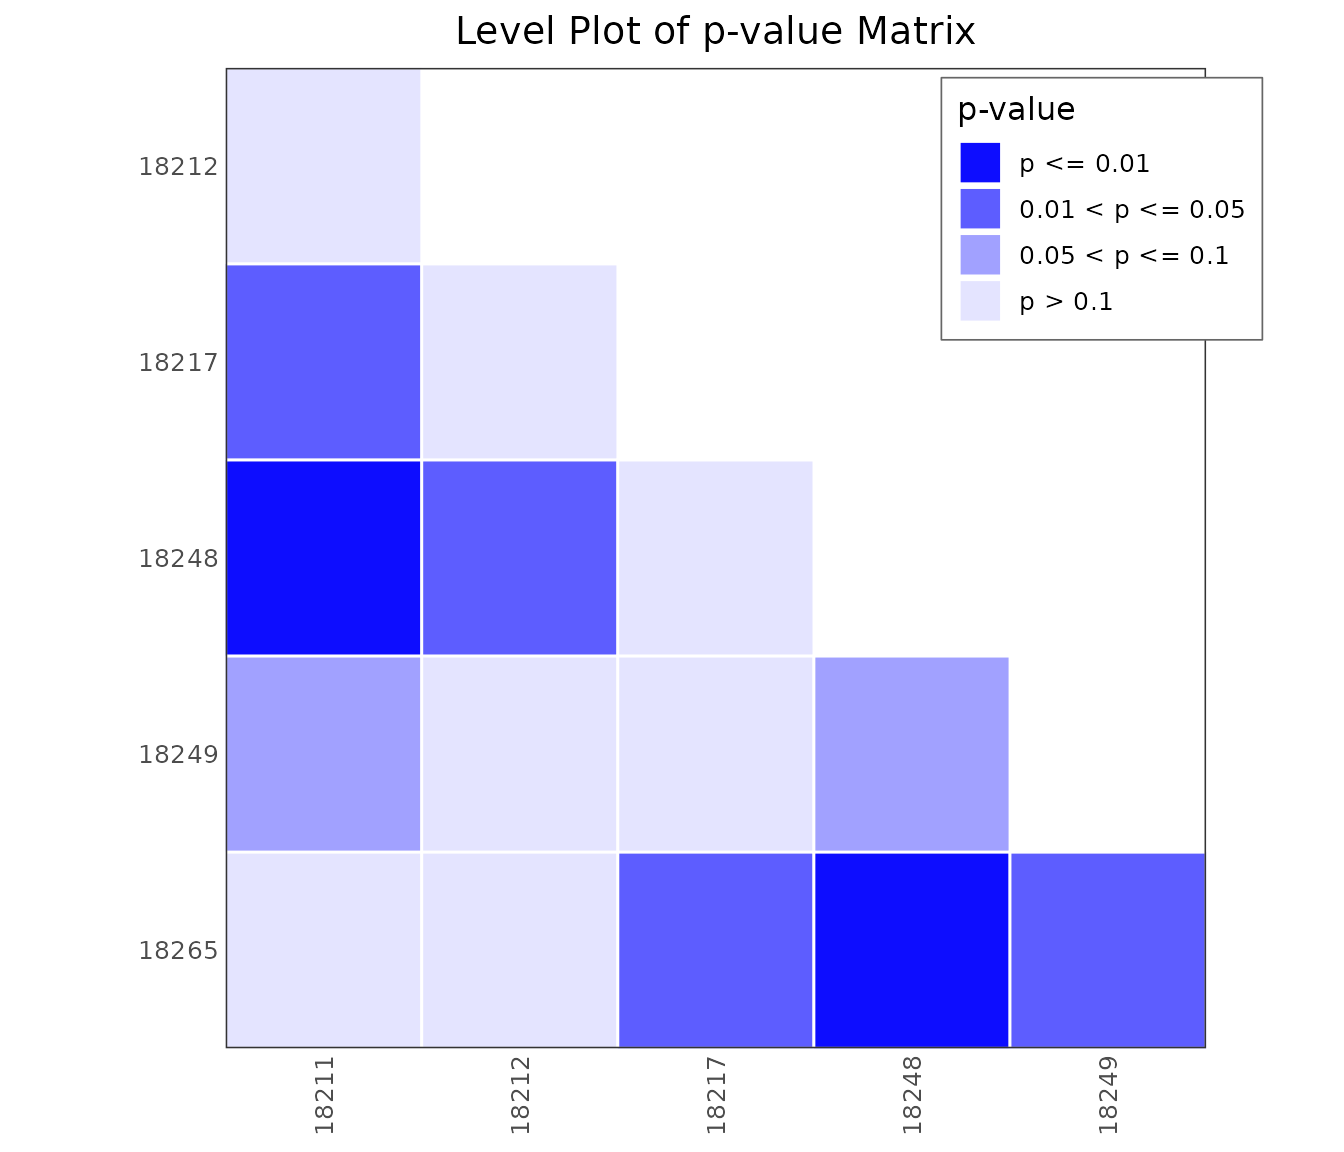 Level Plot of p-value Matrix
p-value
p <= 0.01
0.01 < p <= 0.05
0.05 < p <= 0.1
p > 0.1
18212
18217
18248
18249
18265
18211
18212
18217
18248
18249